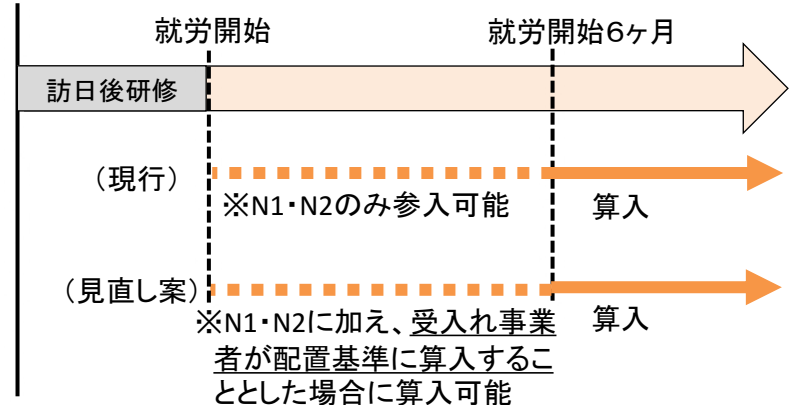 就労開始 就労開始6ヶ月
訪日後研修
（現行）
※N1・N2のみ参入可能 算入
（見直し案）
※N1・N2に加え、受入れ事業 算入
者が配置基準に算入するこ
ととした場合に算入可能